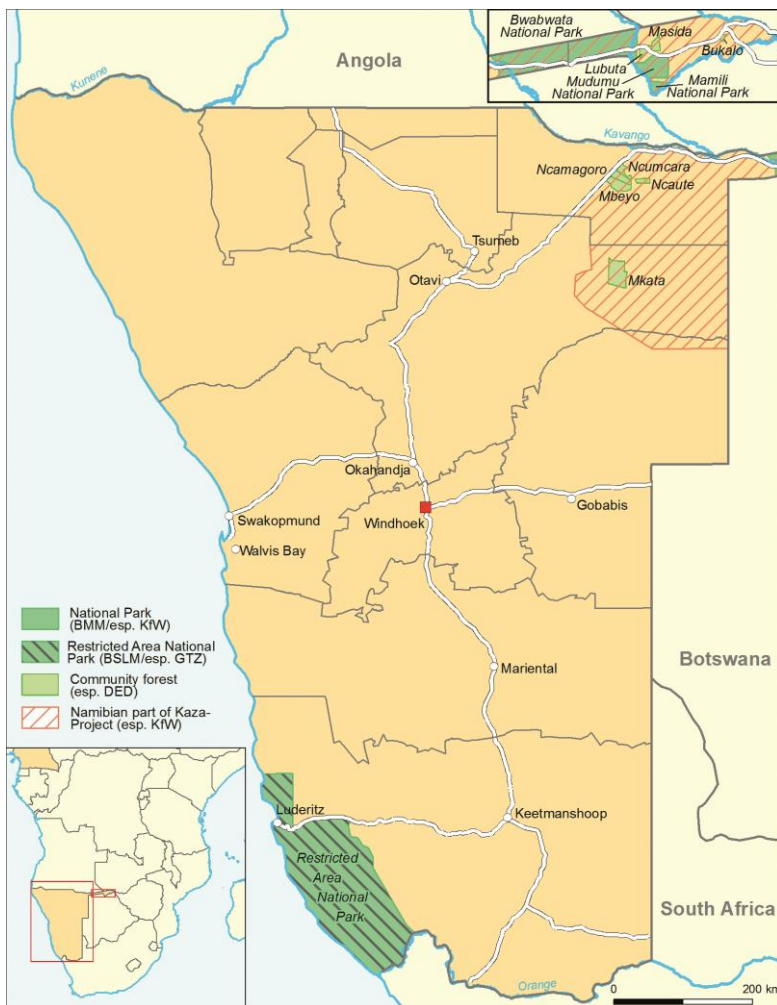 Bwabwata
National Park
Masida
Bukalo
Lubuta
Mudumu
National Park
Mamili
National Park
Angola
Kunene
Kavango
Ncamagoro
Ncumcara
Ncaute
Mbeyo
Tsumeb
Otavi
Mkata
Okahandja
Gobabis
Swakopmund
Windhoek
Walvis Bay
National Park
(BMM/esp. KfW)
Restricted Area National
Park (BSLM/esp. GTZ)
Community forest
(esp. DED)
Namibian part of Kaza-
Project (esp. KfW)
Mariental
Botswana
Luderitz
Keetmanshoop
Restricted
Area
National
Park
South Africa
Orange
0 200 km